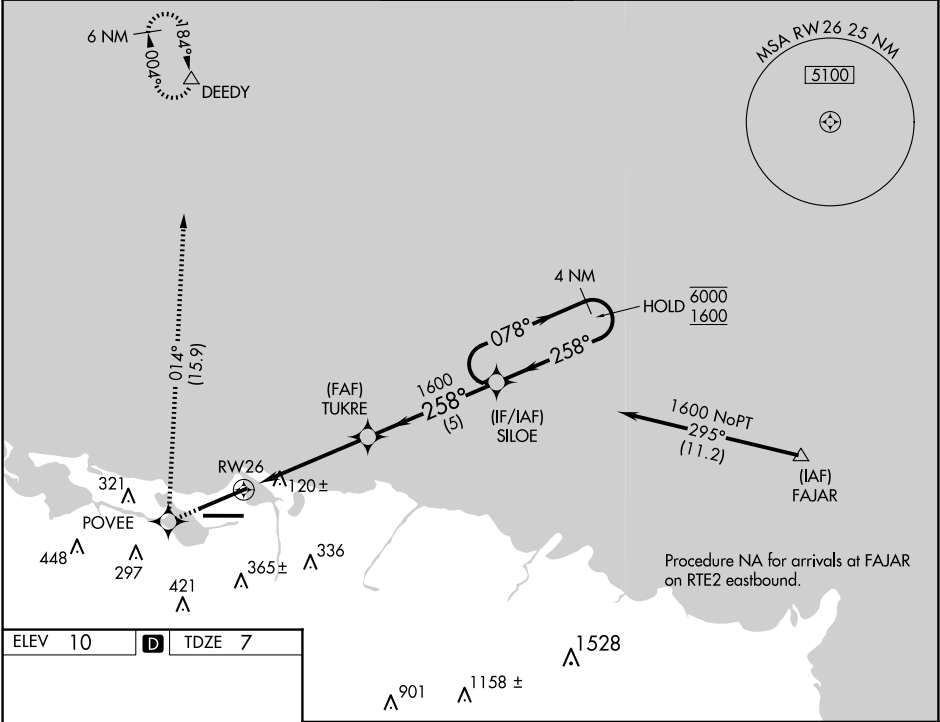 6 NM
184°
004°
DEEDY
MSA RW26 25 NM
5100
4 NM
HOLD 6000
1600
078°
258°
014°
(15.9)
(FAF)
TUKRE
1600
258°
(5)
(IF/IAF)
SILOE
1600 NoPT
295°
(11.2)
(IAF)
FAJAR
RW26
120 ±
321
POVEE
448
297
421
365 ±
336
Procedure NA for arrivals at FAJAR
on RTE2 eastbound.
ELEV 10 D TDZE 7
1528
901
1158 ±